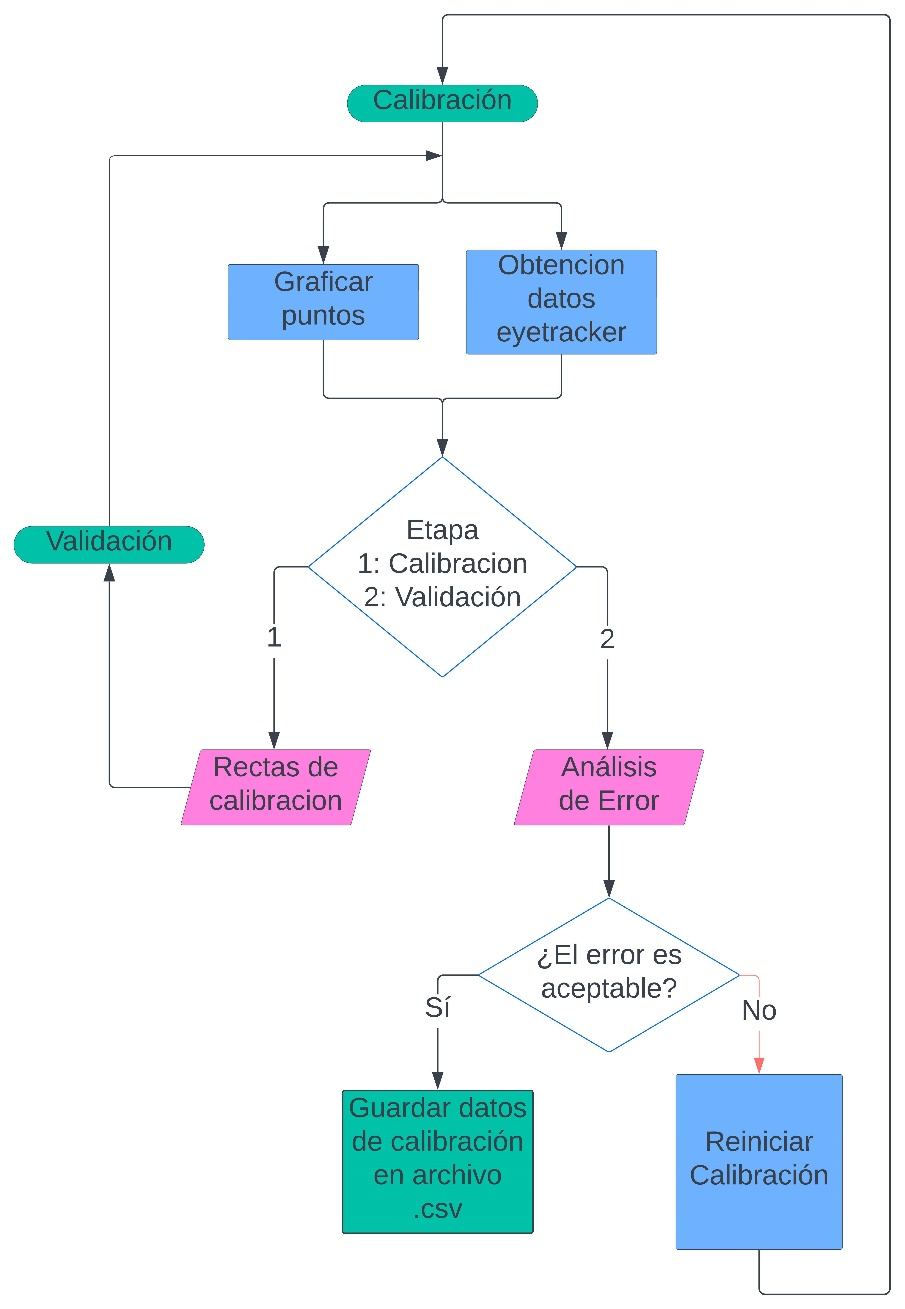 Calibración
Graficar
puntos
Obtencion
datos
eyetracker
Validación
Etapa
1: Calibracion
2: Validación
1
2
Rectas de
calibracion
Análisis
de Error
¿El error es
aceptable?
Sí
No
Guardar datos
de calibración
en archivo
.csv
Reiniciar
Calibración